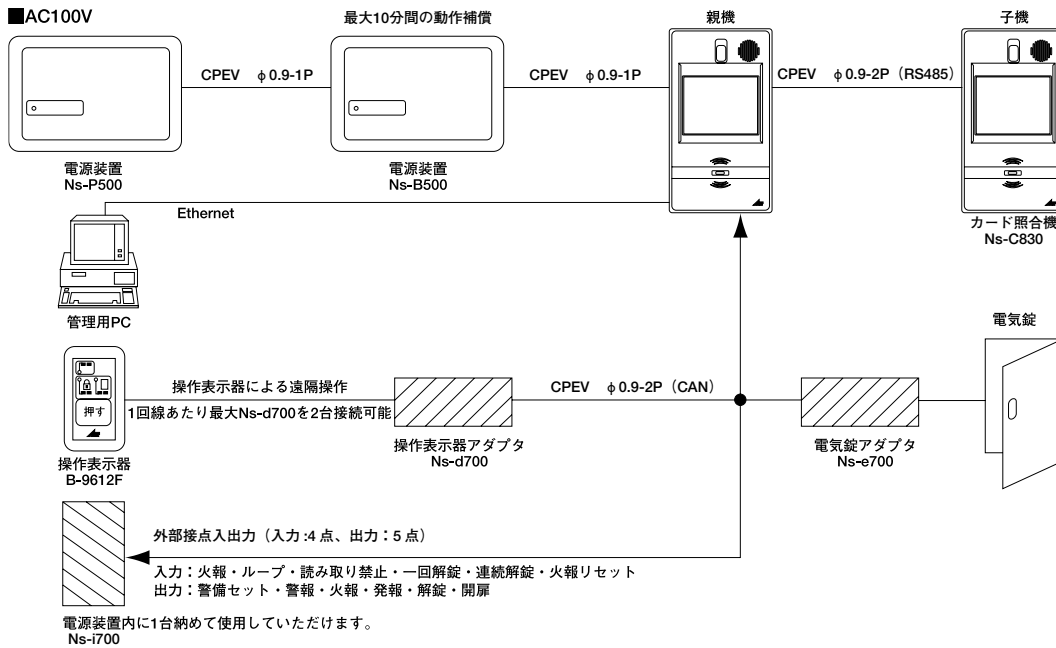 ■AC100V
最大10分間の動作補償
親機
子機
CPEV φ0.9-1P
CPEV φ0.9-1P
CPEV φ0.9-2P（RS485）
電源装置
Ns-P500
電源装置
Ns-B500
カード照合機
Ns-C830
Ethernet
管理用PC
電気錠
押す
操作表示器による遠隔操作
1回線あたり最大Ns-d700を2台接続可能
CPEV φ0.9-2P（CAN）
操作表示器アダプタ
Ns-d700
電気錠アダプタ
Ns-e700
操作表示器
B-9612F
外部接点入出力（入力:4点、出力：5点）
入力：火報・ループ・読み取り禁止・一回解錠・連続解錠・火報リセット
出力：警備セット・警報・火報・発報・解錠・開扉
電源装置内に1台納めて使用していただけます。
Ns-i700